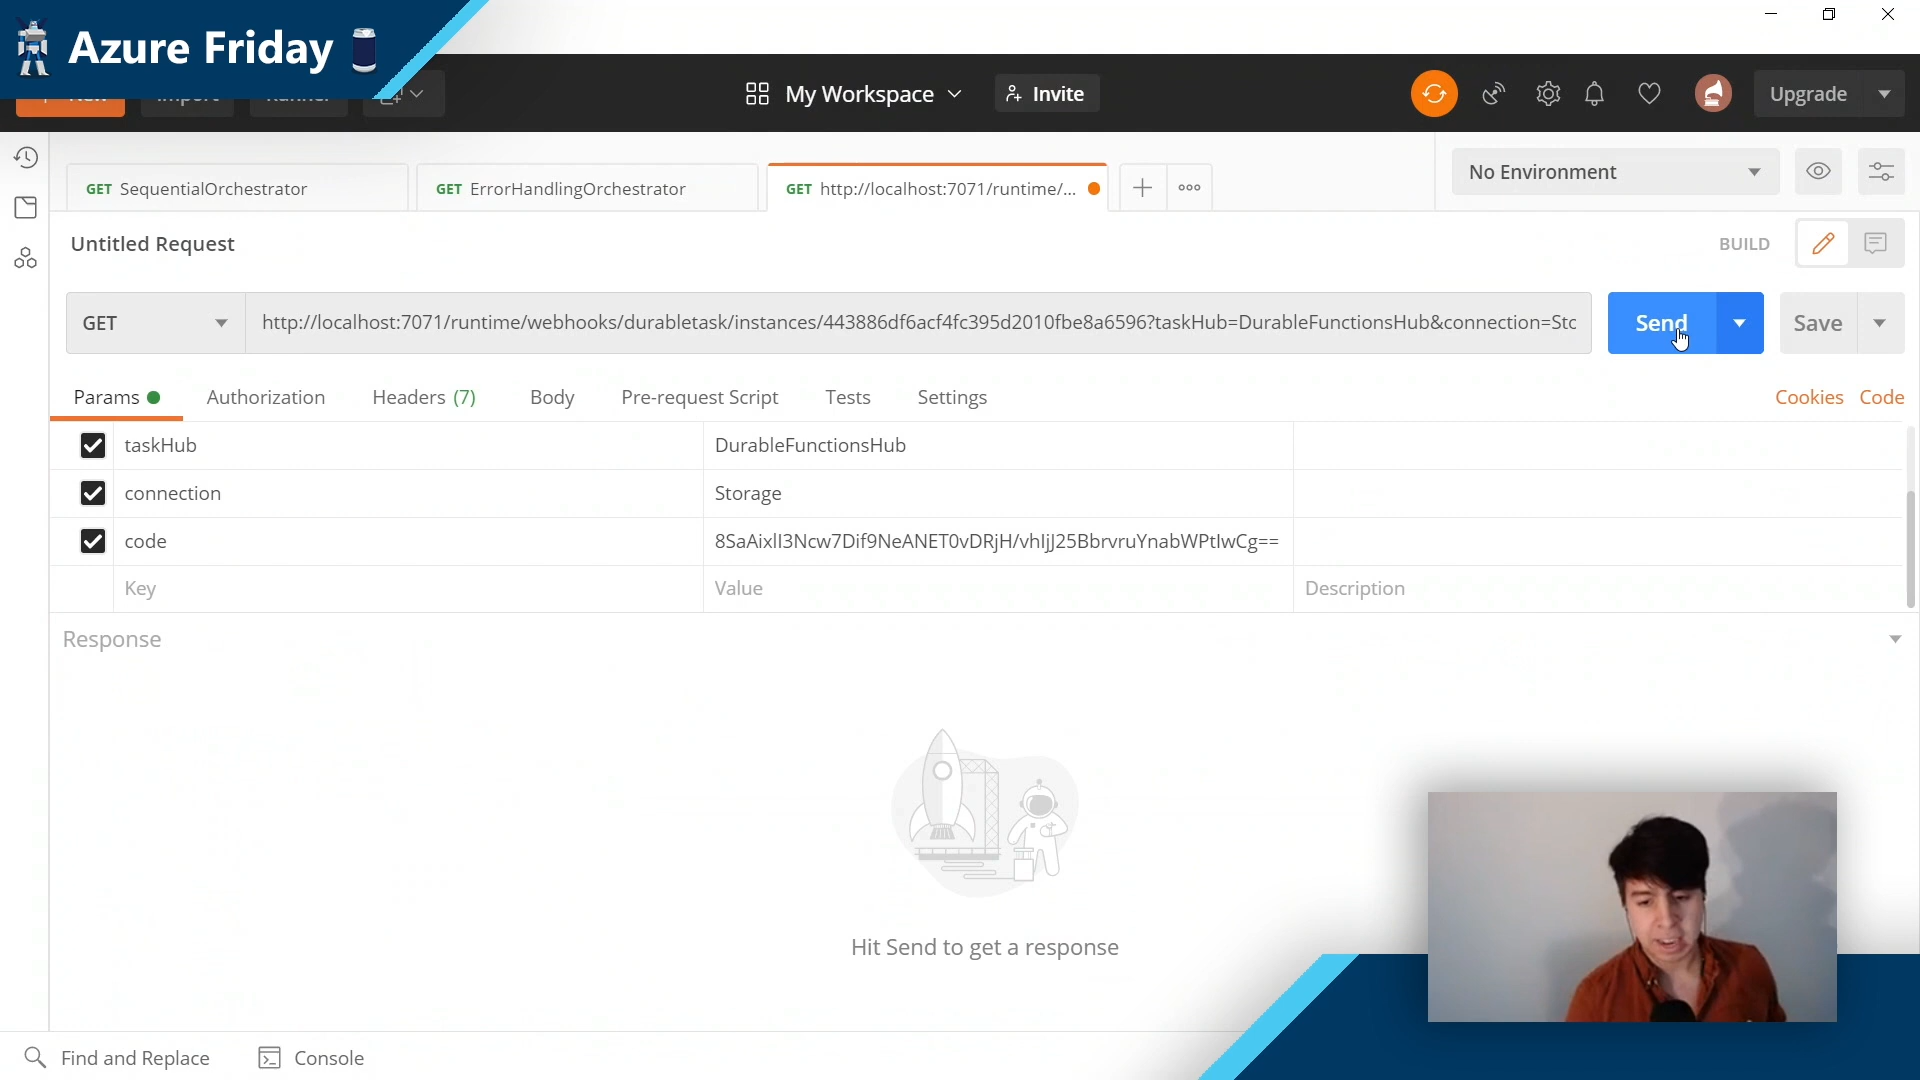 Azure Friday
My Workspace
Invite
Upgrade
GET SequentialOrchestrator
GET ErrorHandlingOrchestrator
GET http://localhost:7071/runtime/...
No Environment
Untitled Request
BUILD
GET
http://localhost:7071/runtime/webhooks/durabletask/instances/443886df6acf4fc395d2010fbe8a6596?taskHub=DurableFunctionsHub&connection=Stc
Send
Save
Params
Authorization
Headers (7)
Body
Pre-request Script
Tests
Settings
Cookies
Code
taskHub
DurableFunctionsHub
connection
Storage
code
8SaAixlI3Ncw7Dif9NeANET0vDRjH/vhljJ25BbrvruYnabWPtlwCg==
Key
Value
Description
Response
Hit Send to get a response
Find and Replace
Console